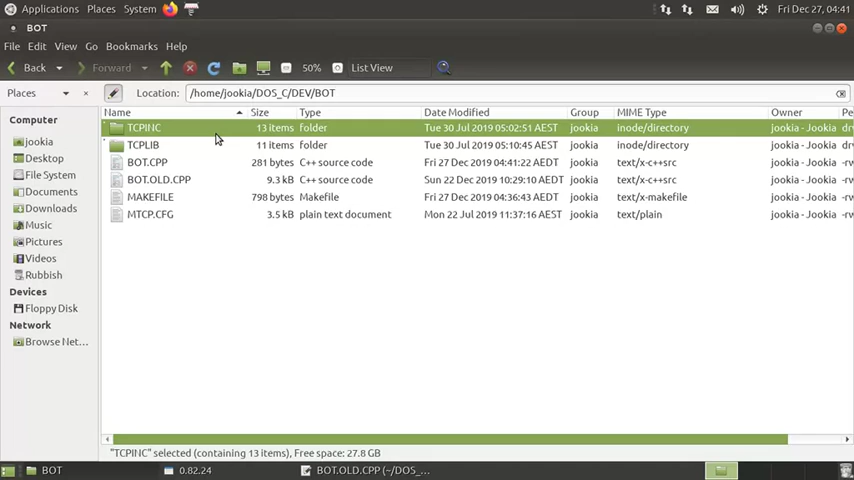 Applications Places System Fri Dec 27, 04:41
BOT
File Edit View Go Bookmarks Help
Back Forward 50% List View
Places Location: /home/jookia/DOS_C/DEV/BOT
Name Size Type Date Modified Group MIME Type Owner Pe
Computer
jookia
Desktop
File System
Documents
Downloads
Music
Pictures
Videos
Rubbish
Devices
Floppy Disk
Network
Browse Net...
TCPINC 13 items folder Tue 30 Jul 2019 05:02:51 AEST jookia inode/directory jookia - Jookia dr
TCPLIB 11 items folder Tue 30 Jul 2019 05:10:45 AEST jookia inode/directory jookia - Jookia dr
BOT.CPP 281 bytes C++ source code Fri 27 Dec 2019 04:41:22 AEDT jookia text/x-c++src jookia - Jookia -r
BOT.OLD.CPP 9.3 kB C++ source code Sun 22 Dec 2019 10:29:10 AEDT jookia text/x-c++src jookia - Jookia -r
MAKEFILE 798 bytes Makefile Fri 27 Dec 2019 04:36:43 AEDT jookia text/x-makefile jookia - Jookia -r
MTCP.CFG 3.5 kB plain text document Mon 22 Jul 2019 11:37:16 AEST jookia text/plain jookia - Jookia -r
"TCPINC" selected (containing 13 items), Free space: 27.8 GB
BOT 0.82.24 BOT.OLD.CPP (~/DOS_...